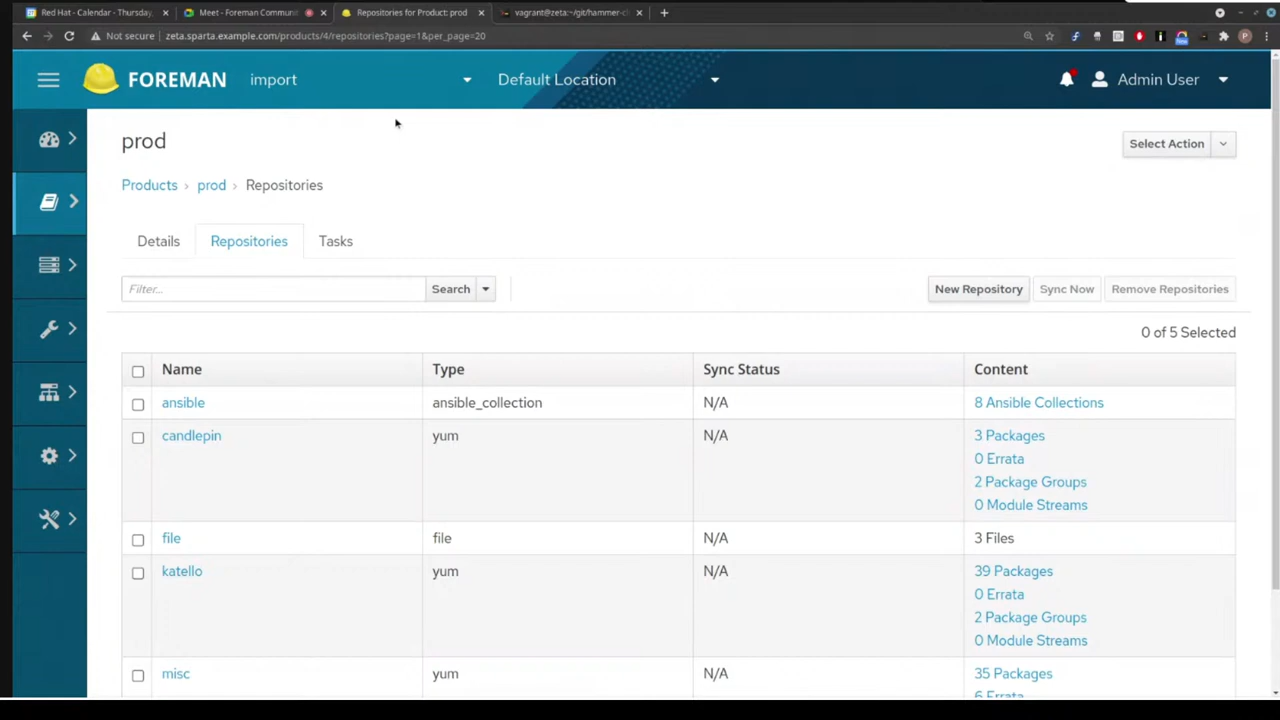 Red Hat - Calendar - Thursday,
Meet - Foreman Communi
Repositories for Product: prod
vagrant@zeta:~/git/hammer-cl
Not secure
zeta.sparta.example.com/products/4/repositories?page=1&per_page=20
FOREMAN
import
Default Location
Admin User
prod
Select Action
Products › prod › Repositories
Details
Repositories
Tasks
Filter...
Search
New Repository
Sync Now
Remove Repositories
0 of 5 Selected
Name Type Sync Status Content
ansible ansible_collection N/A 8 Ansible Collections
candlepin yum N/A 3 Packages
0 Errata
2 Package Groups
0 Module Streams
file file N/A 3 Files
katello yum N/A 39 Packages
0 Errata
2 Package Groups
0 Module Streams
misc yum N/A 35 Packages
6 Errata